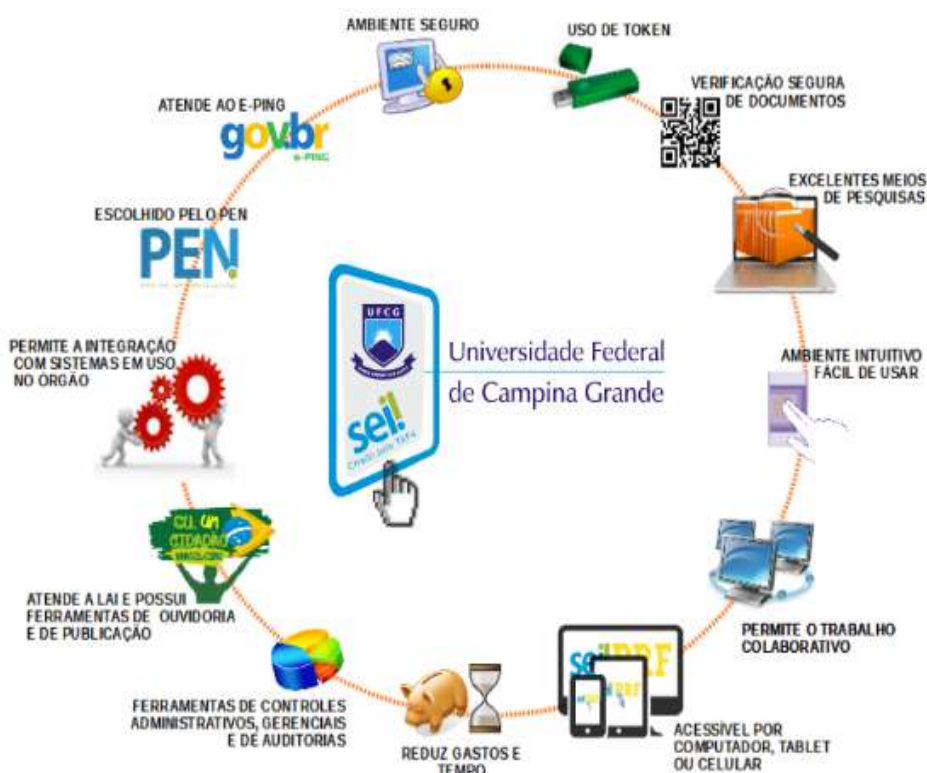 AMBIENTE SEGURO
USO DE TOKEN
VERIFICAÇÃO SEGURA
DE DOCUMENTOS
EXCELENTES MEIOS
DE PESQUISAS
AMBIENTE INTUITIVO
FÁCIL DE USAR
PERMITE O TRABALHO
COLABORATIVO
sei!PRF
ACESSÍVEL POR
COMPUTADOR, TABLET
OU CELULAR
REDUZ GASTOS E
TEMPO
FERRAMENTAS DE CONTROLES
ADMINISTRATIVOS, GERENCIAIS
E DE AUDITORIAS
EU, UM
CIDADÃO
ATENDE A LAI E POSSUI
FERRAMENTAS DE OUVIDORIA
E DE PUBLICAÇÃO
PERMITE A INTEGRAÇÃO
COM SISTEMAS EM USO
NO ÓRGÃO
ESCOLHIDO PELO PEN
PEN!
ATENDE AO E-PING
gov.br
e-PING
UFCG
Universidade Federal
de Campina Grande
sei!